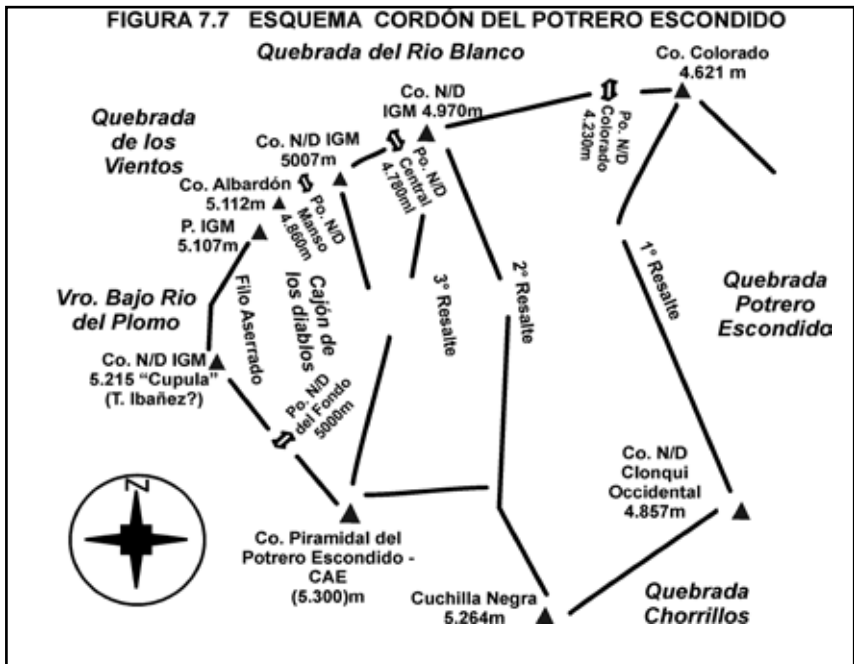 FIGURA 7.7 ESQUEMA CORDÓN DEL POTRERO ESCONDIDO
Quebrada del Rio Blanco
Co. Colorado
4.621 m
Co. N/D
IGM 4.970m
Po. N/D
Colorado
4.230m
Quebrada
de los
Vientos
Co. N/D IGM
5007m
Po. N/D
Central
4.780ml
Co. Albardón
5.112m
Po. N/D
Manso
4.860m
P. IGM
5.107m
Vro. Bajo Rio
del Plomo
Filo Aserrado
Cajón de
los diablos
3° Resalte
2° Resalte
1° Resalte
Quebrada
Potrero
Escondida
Co. N/D IGM
5.215 “Cupula”
(T. Ibañez?)
Po. N/D
del Fondo
5000m
Co. N/D
Clonqui
Occidental
4.857m
N
Co. Piramidal del
Potrero Escondido -
CAE
(5.300)m
Cuchilla Negra
5.264m
Quebrada
Chorrillos